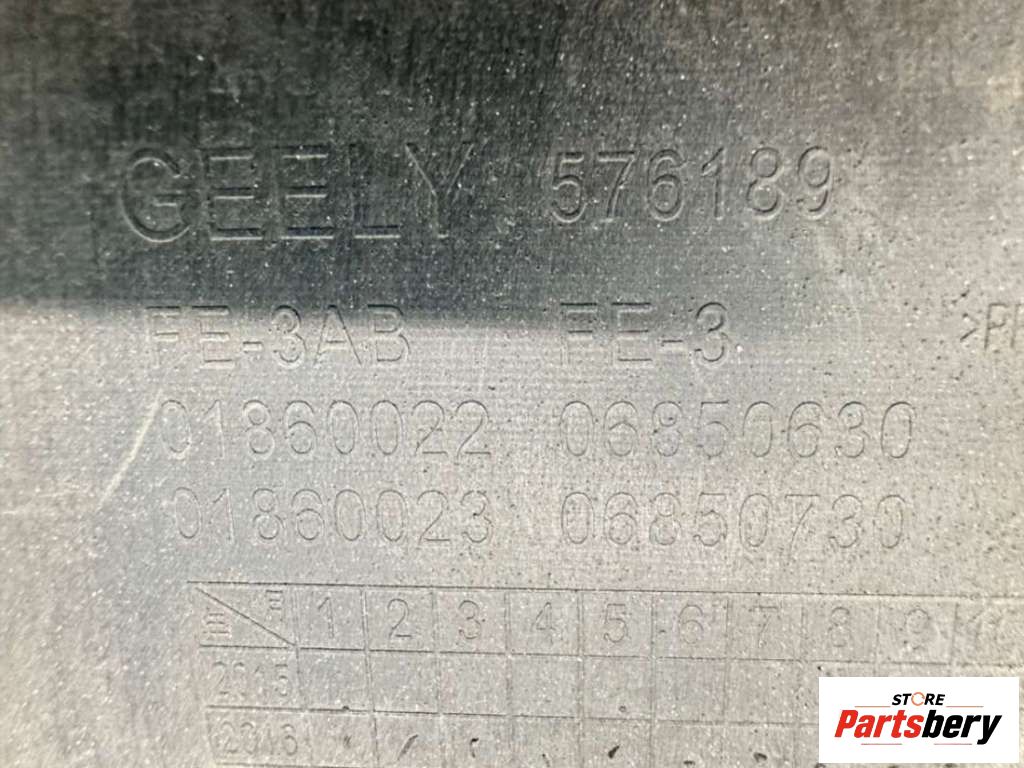 GEELY 576189
FE-3AB FE-3 >PP
01860022 06850630
01860023 06850730
1 2 3 4 5 6 7 8 9
2015
2016
STORE
Partsbery